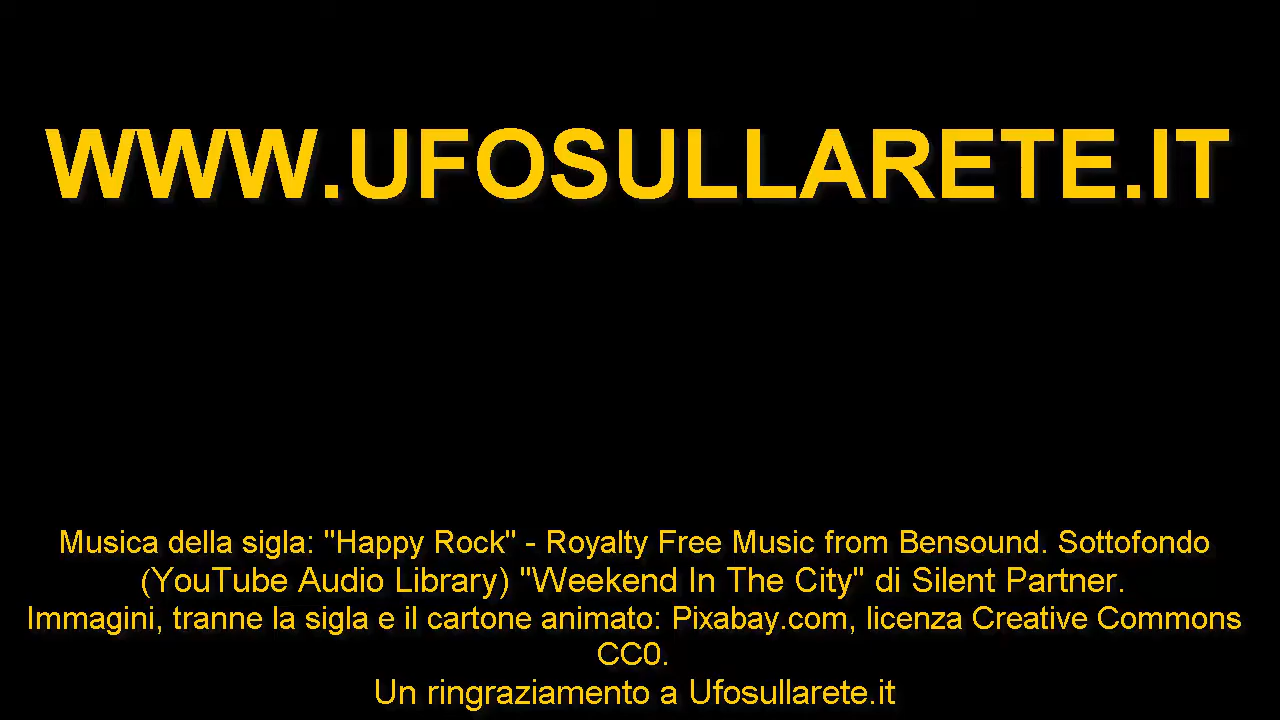 WWW.UFOSULLARETE.IT
Musica della sigla: "Happy Rock" - Royalty Free Music from Bensound. Sottofondo
(YouTube Audio Library) "Weekend In The City" di Silent Partner.
Immagini, tranne la sigla e il cartone animato: Pixabay.com, licenza Creative Commons
CC0.
Un ringraziamento a Ufosullarete.it